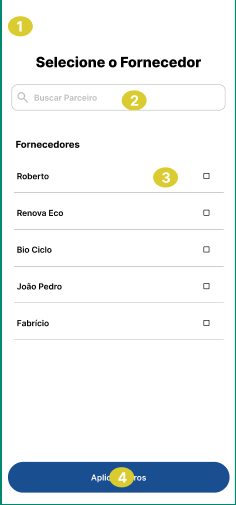 1
Selecione o Fornecedor
Buscar Parceiro
2
Fornecedores
Roberto
3
Renova Eco
Bio Ciclo
João Pedro
Fabrício
4